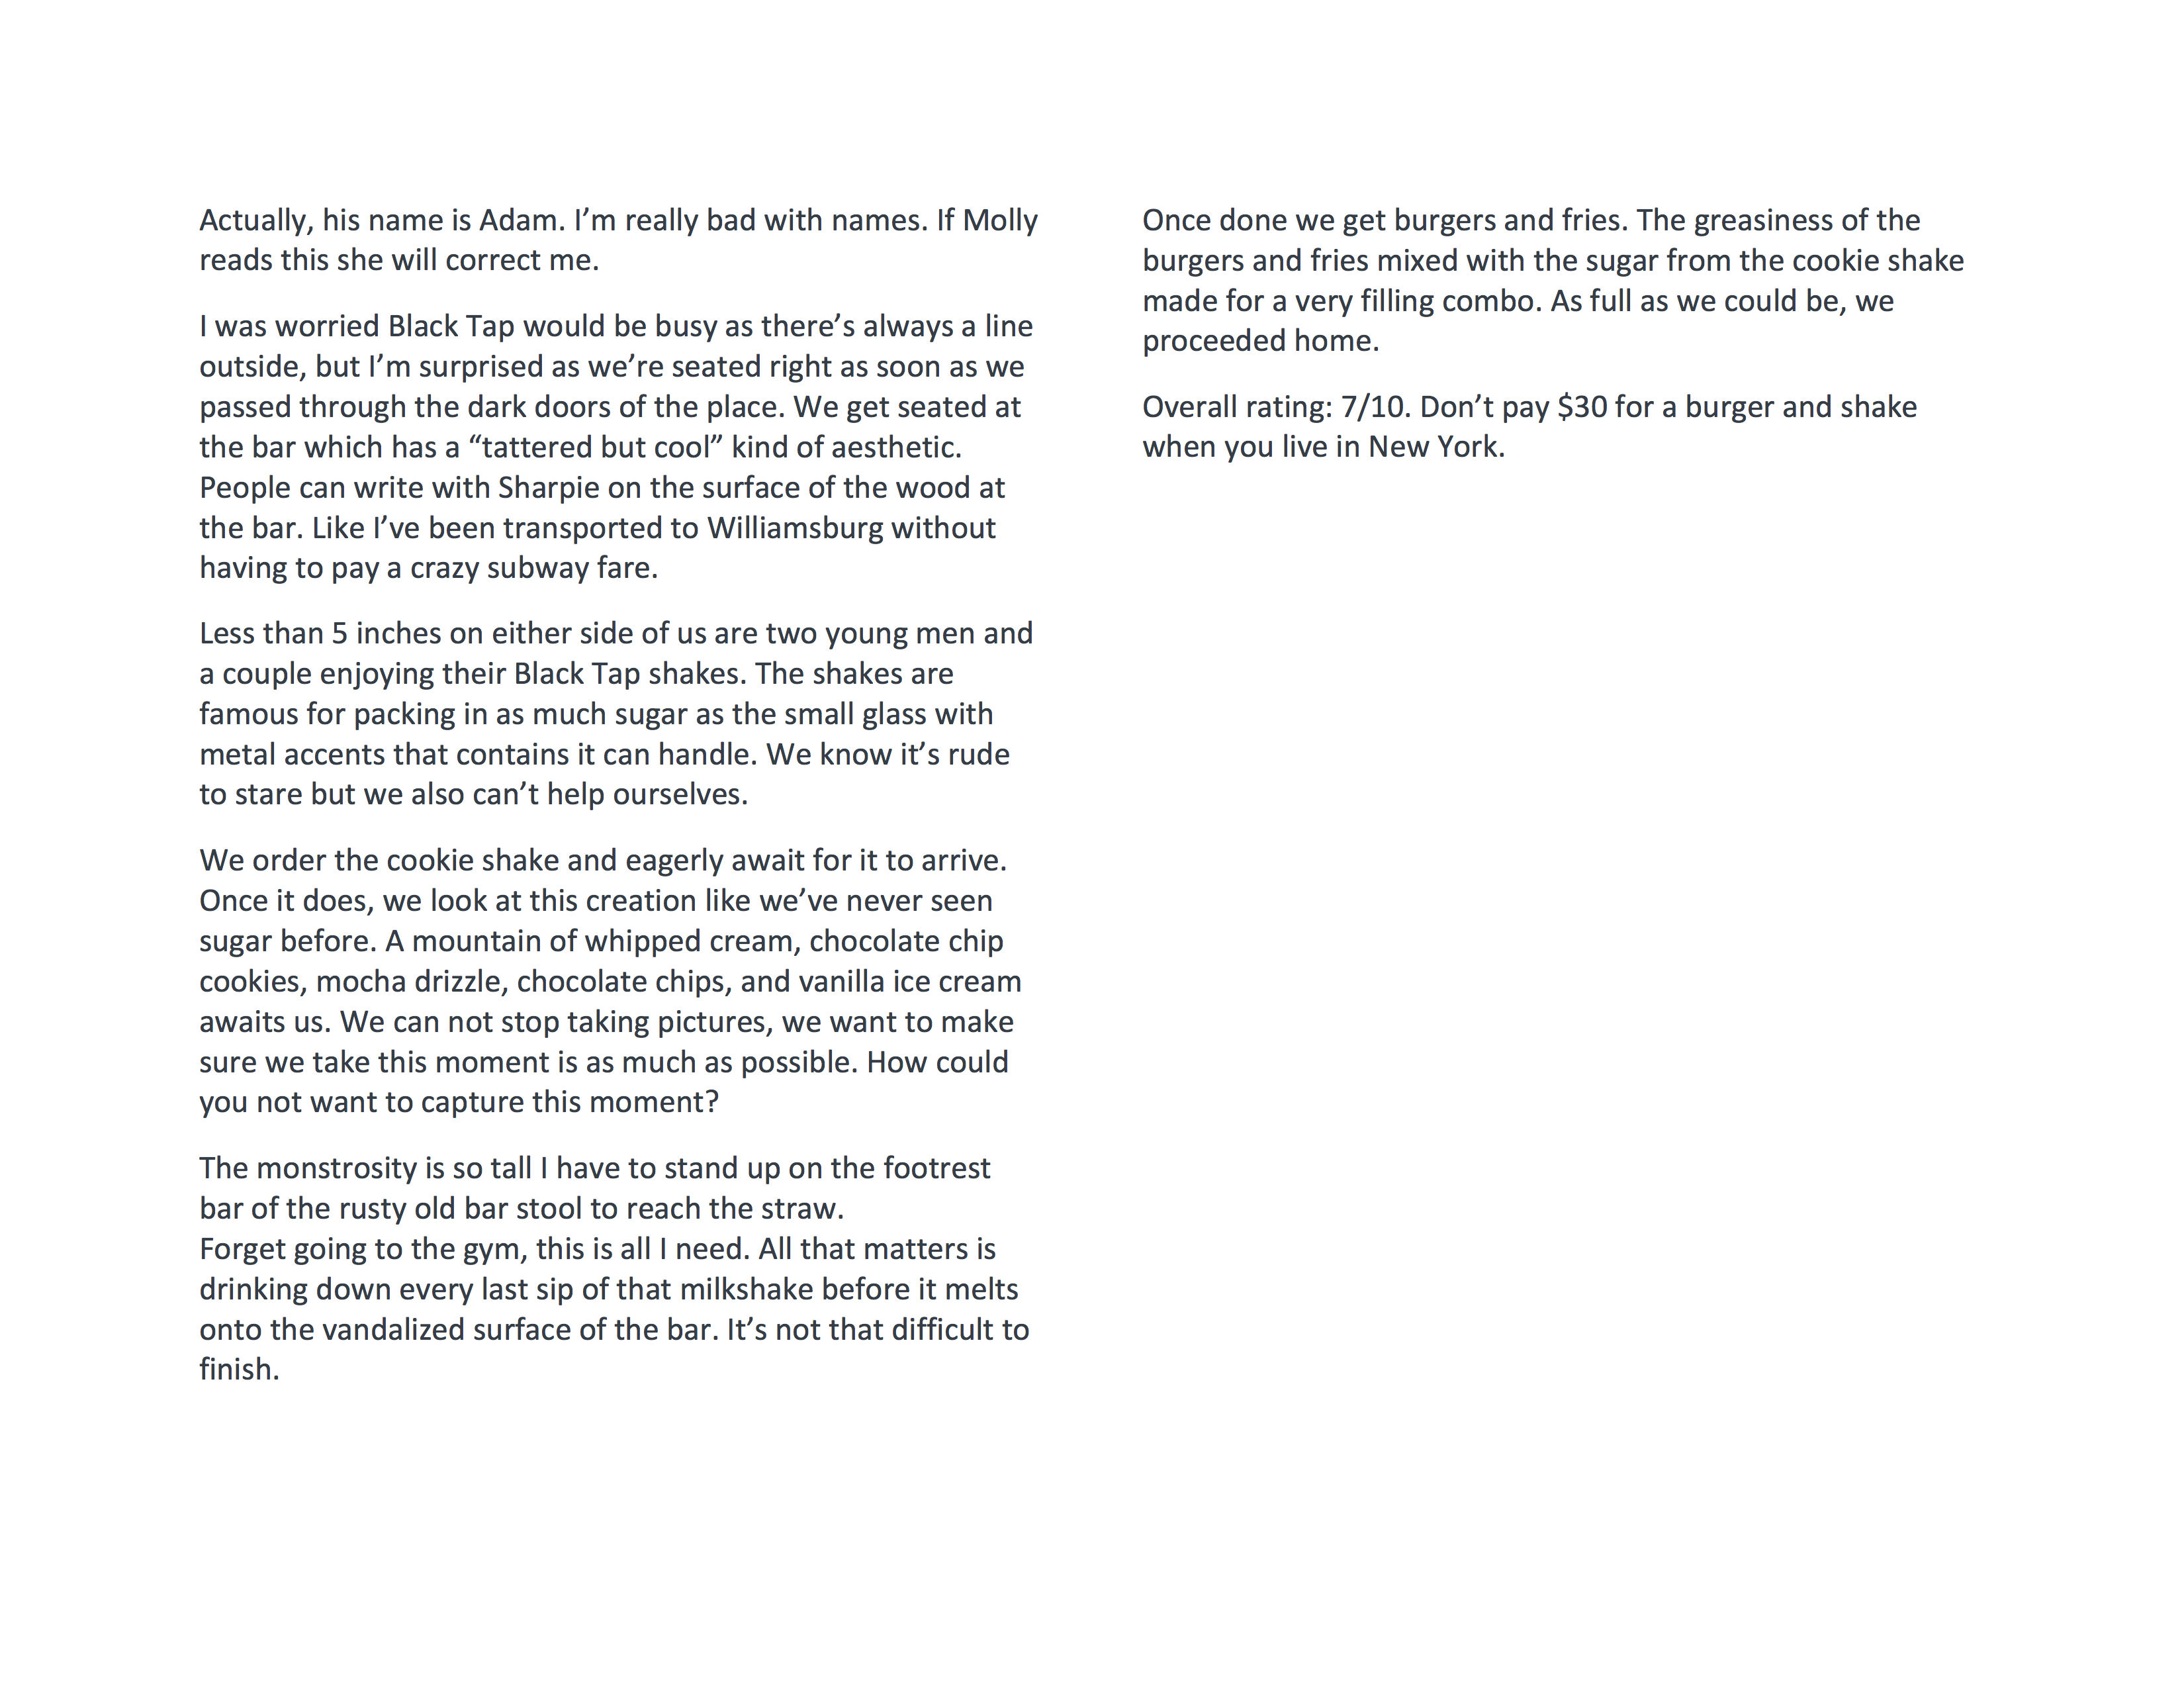 Actually, his name is Adam. I’m really bad with names. If Molly
reads this she will correct me.
I was worried Black Tap would be busy as there’s always a line
outside, but I’m surprised as we’re seated right as soon as we
passed through the dark doors of the place. We get seated at
the bar which has a “tattered but cool” kind of aesthetic.
People can write with Sharpie on the surface of the wood at
the bar. Like I’ve been transported to Williamsburg without
having to pay a crazy subway fare.
Less than 5 inches on either side of us are two young men and
a couple enjoying their Black Tap shakes. The shakes are
famous for packing in as much sugar as the small glass with
metal accents that contains it can handle. We know it’s rude
to stare but we also can’t help ourselves.
We order the cookie shake and eagerly await for it to arrive.
Once it does, we look at this creation like we’ve never seen
sugar before. A mountain of whipped cream, chocolate chip
cookies, mocha drizzle, chocolate chips, and vanilla ice cream
awaits us. We can not stop taking pictures, we want to make
sure we take this moment is as much as possible. How could
you not want to capture this moment?
The monstrosity is so tall I have to stand up on the footrest
bar of the rusty old bar stool to reach the straw.
Forget going to the gym, this is all I need. All that matters is
drinking down every last sip of that milkshake before it melts
onto the vandalized surface of the bar. It’s not that difficult to
finish.
Once done we get burgers and fries. The greasiness of the
burgers and fries mixed with the sugar from the cookie shake
made for a very filling combo. As full as we could be, we
proceeded home.
Overall rating: 7/10. Don’t pay $30 for a burger and shake
when you live in New York.